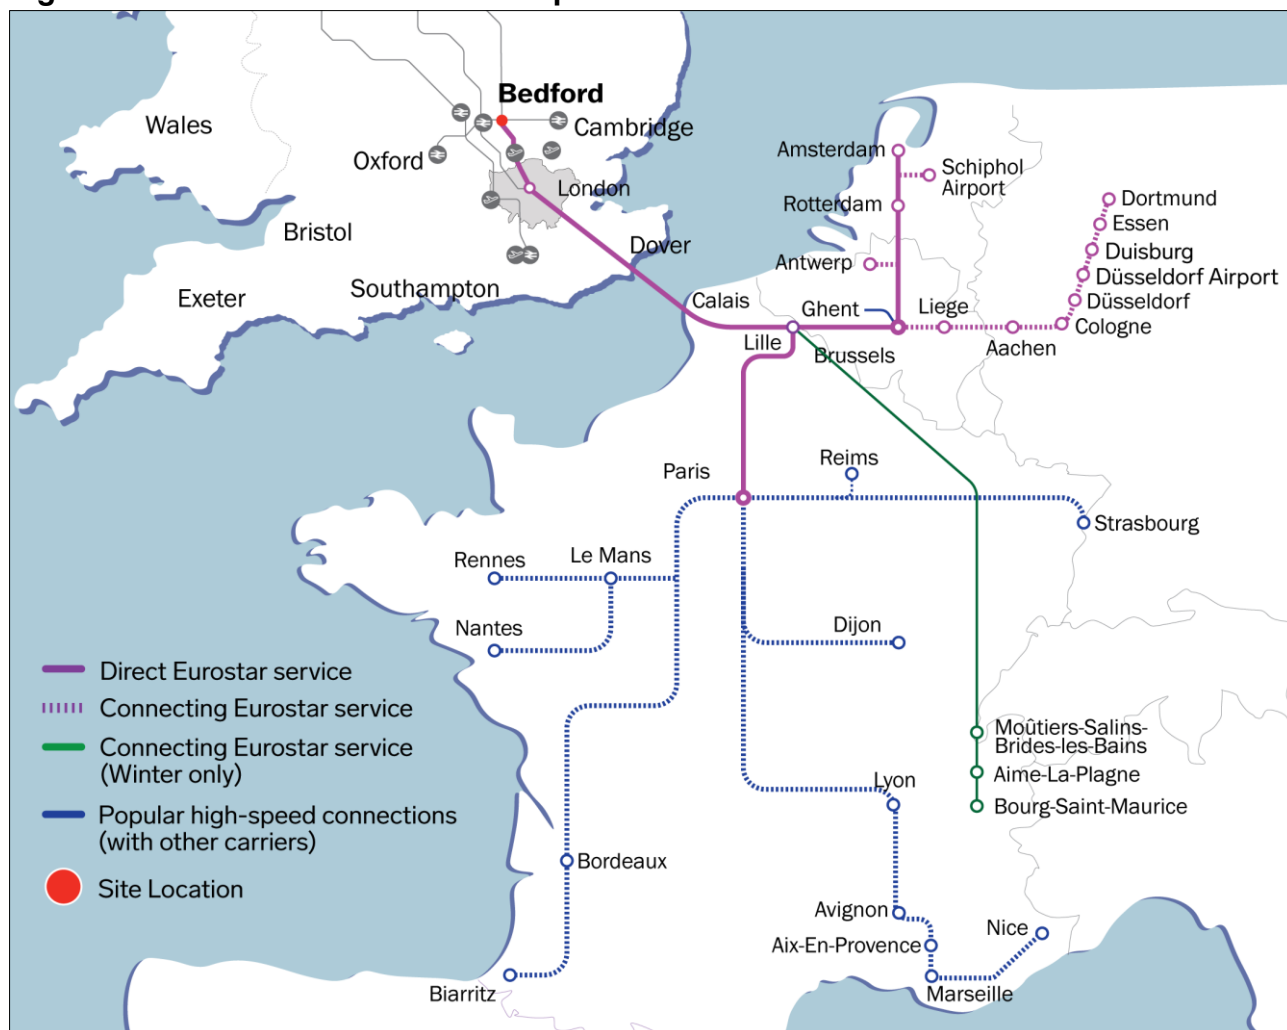 Bedford
Wales
Cambridge
Oxford
London
Bristol
Dover
Exeter
Southampton
Calais
Amsterdam
Schiphol
Airport
Rotterdam
Antwerp
Ghent
Liege
Lille
Brussels
Aachen
Dortmund
Essen
Duisburg
Düsseldorf Airport
Düsseldorf
Cologne
Paris
Reims
Strasbourg
Rennes
Le Mans
Nantes
Dijon
Moûtiers-Salins-
Brides-les-Bains
Aime-La-Plagne
Bourg-Saint-Maurice
Lyon
Bordeaux
Avignon
Aix-En-Provence
Nice
Marseille
Biarritz
Direct Eurostar service
Connecting Eurostar service
Connecting Eurostar service
(Winter only)
Popular high-speed connections
(with other carriers)
Site Location